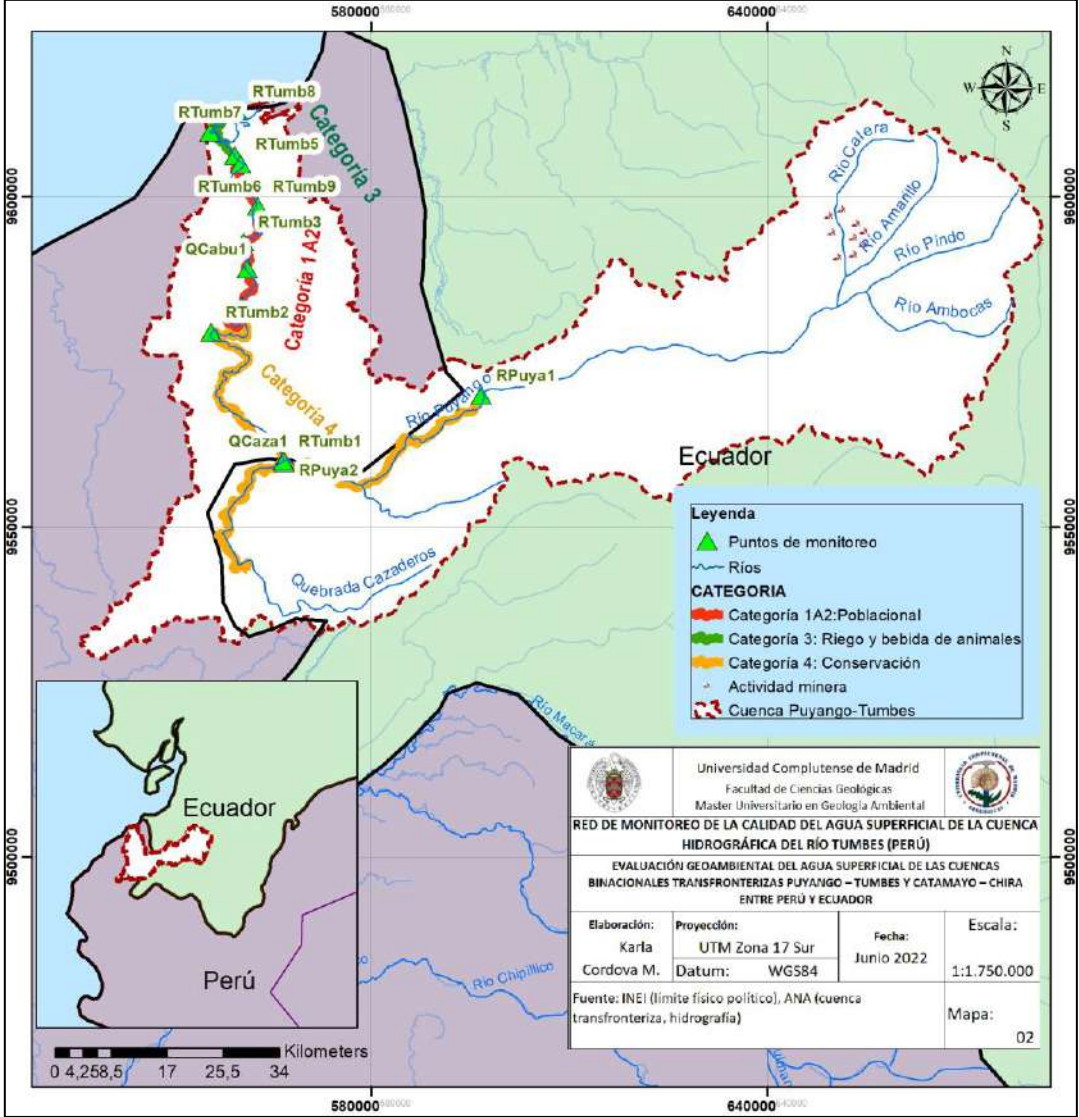 580000 580000
640000 640000
N
W E
S
RTumb8
RTumb7
RTumb5
Categoría 3
RTumb6 RTumb9
RTumb3
QCabu1
Categoría 1 A2
RTumb2
Categoría 4
QCaza1 RTumb1
RPuya2
Río Puyango
RPuya1
Río Calera
Río Amarillo
Río Pindo
Río Ambocas
Quebrada Cazaderos
Ecuador
9600000
9600000
9550000
9550000
9500000
9500000
Leyenda
Puntos de monitoreo
Ríos
CATEGORIA
Categoría 1A2:Poblacional
Categoría 3: Riego y bebida de animales
Categoría 4: Conservación
Actividad minera
Cuenca Puyango-Tumbes
Río Macará
Río Chipillico
Ecuador
Perú
Kilometers
0 4,258,5 17 25,5 34
Universidad Complutense de Madrid
Facultad de Ciencias Geológicas
Master Universitario en Geología Ambiental
RED DE MONITOREO DE LA CALIDAD DEL AGUA SUPERFICIAL DE LA CUENCA
HIDROGRÁFICA DEL RÍO TUMBES (PERÚ)
EVALUACIÓN GEOAMBIENTAL DEL AGUA SUPERFICIAL DE LAS CUENCAS
BINACIONALES TRANSFRONTERIZAS PUYANGO – TUMBES Y CATAMAYO – CHIRA
ENTRE PERÚ Y ECUADOR
Elaboración:
Karla
Cordova M.
Proyección:
UTM Zona 17 Sur
Datum: WGS84
Fecha:
Junio 2022
Escala:
1:1.750.000
Fuente: INEI (límite físico político), ANA (cuenca
transfronteriza, hidrografía)
Mapa:
02
580000 580000
640000 640000